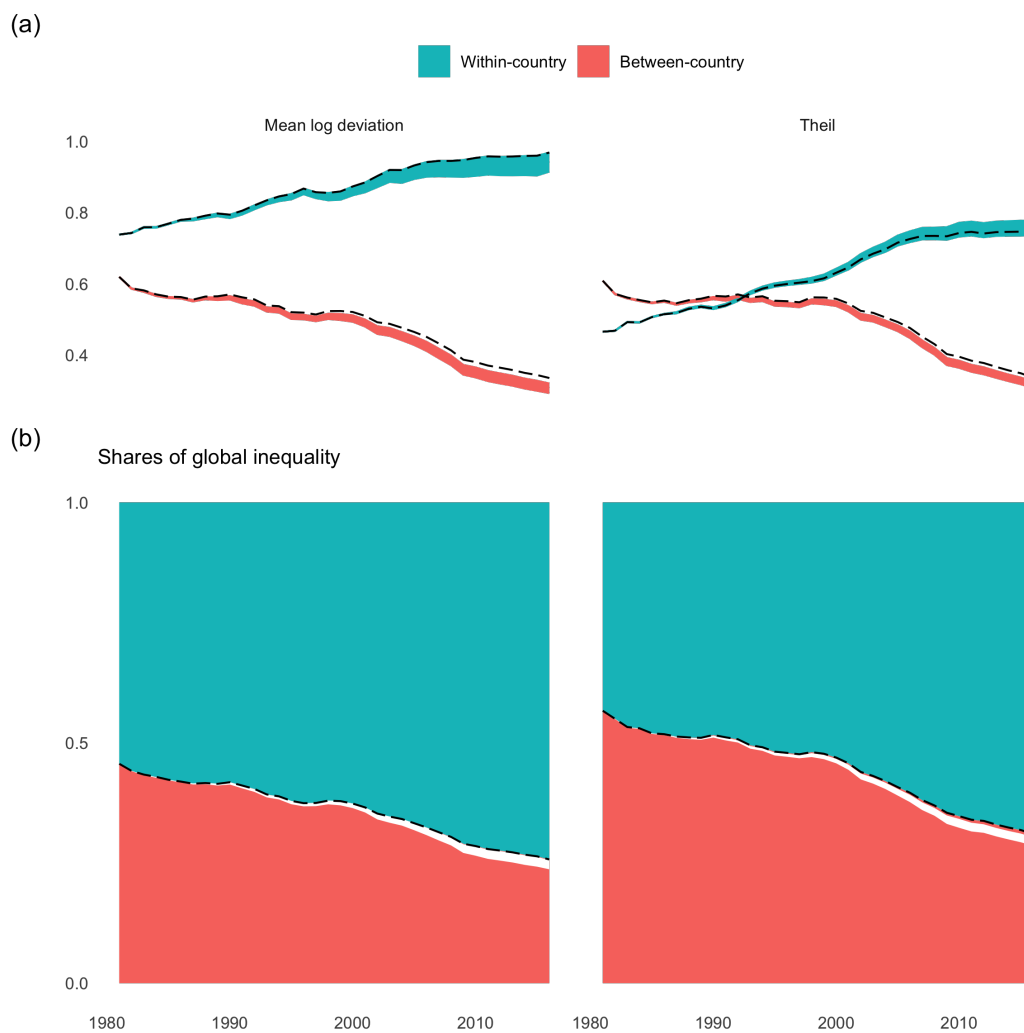 (a)
Within-country Between-country
Mean log deviation Theil
1.0
0.8
0.6
0.4
(b)
Shares of global inequality
1.0
0.5
0.0
1980 1990 2000 2010 1980 1990 2000 2010